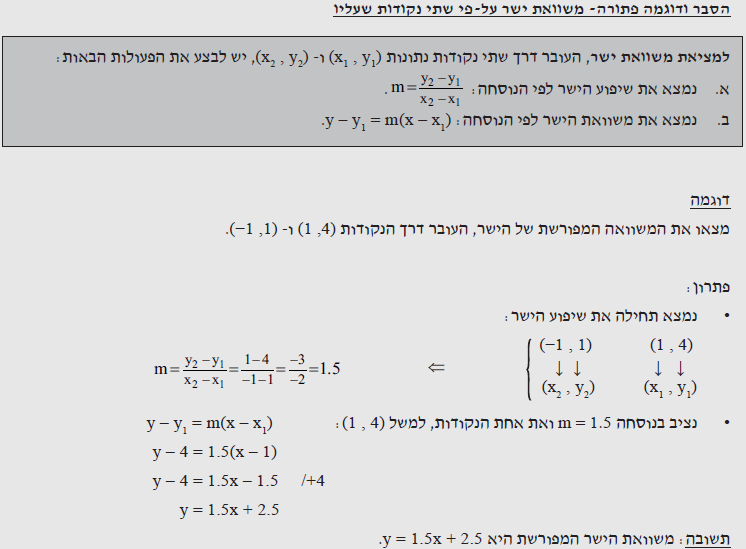 הסבר ודוגמה פתורה- משוואת ישר על-פי שתי נקודות שעליו
למציאת משוואת ישר, העובר דרך שתי נקודות נתונות (x₁ , y₁) ו- (x₂ , y₂), יש לבצע את הפעולות הבאות:
א. נמצא את שיפוע הישר לפי הנוסחה: m = (y₂ – y₁)/(x₂ – x₁).
ב. נמצא את משוואת הישר לפי הנוסחה: y – y₁ = m(x – x₁).
דוגמה
מצאו את המשוואה המפורשת של הישר, העובר דרך הנקודות (1, 4) ו- (−1, 1).
פתרון:
• נמצא תחילה את שיפוע הישר:
(1 , 4) (−1 , 1)
↓ ↓ ↓ ↓
(x₁ , y₁) (x₂ , y₂)
⇐
m = (y₂ – y₁)/(x₂ – x₁) = (1–4)/(–1–1) = –3/–2 = 1.5
• נציב בנוסחה m = 1.5 ואת אחת הנקודות, למשל (1 , 4): y – y₁ = m(x – x₁)
y – 4 = 1.5(x – 1)
y – 4 = 1.5x – 1.5 /+4
y = 1.5x + 2.5
תשובה: משוואת הישר המפורשת היא y = 1.5x + 2.5.